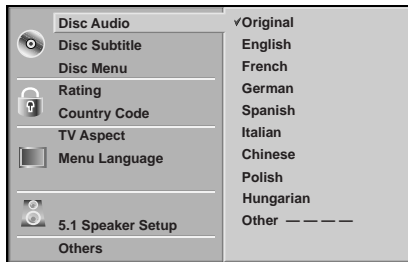 Disc Audio
Disc Subtitle
Disc Menu
Rating
Country Code
TV Aspect
Menu Language
5.1 Speaker Setup
Others
✓Original
English
French
German
Spanish
Italian
Chinese
Polish
Hungarian
Other — — — —